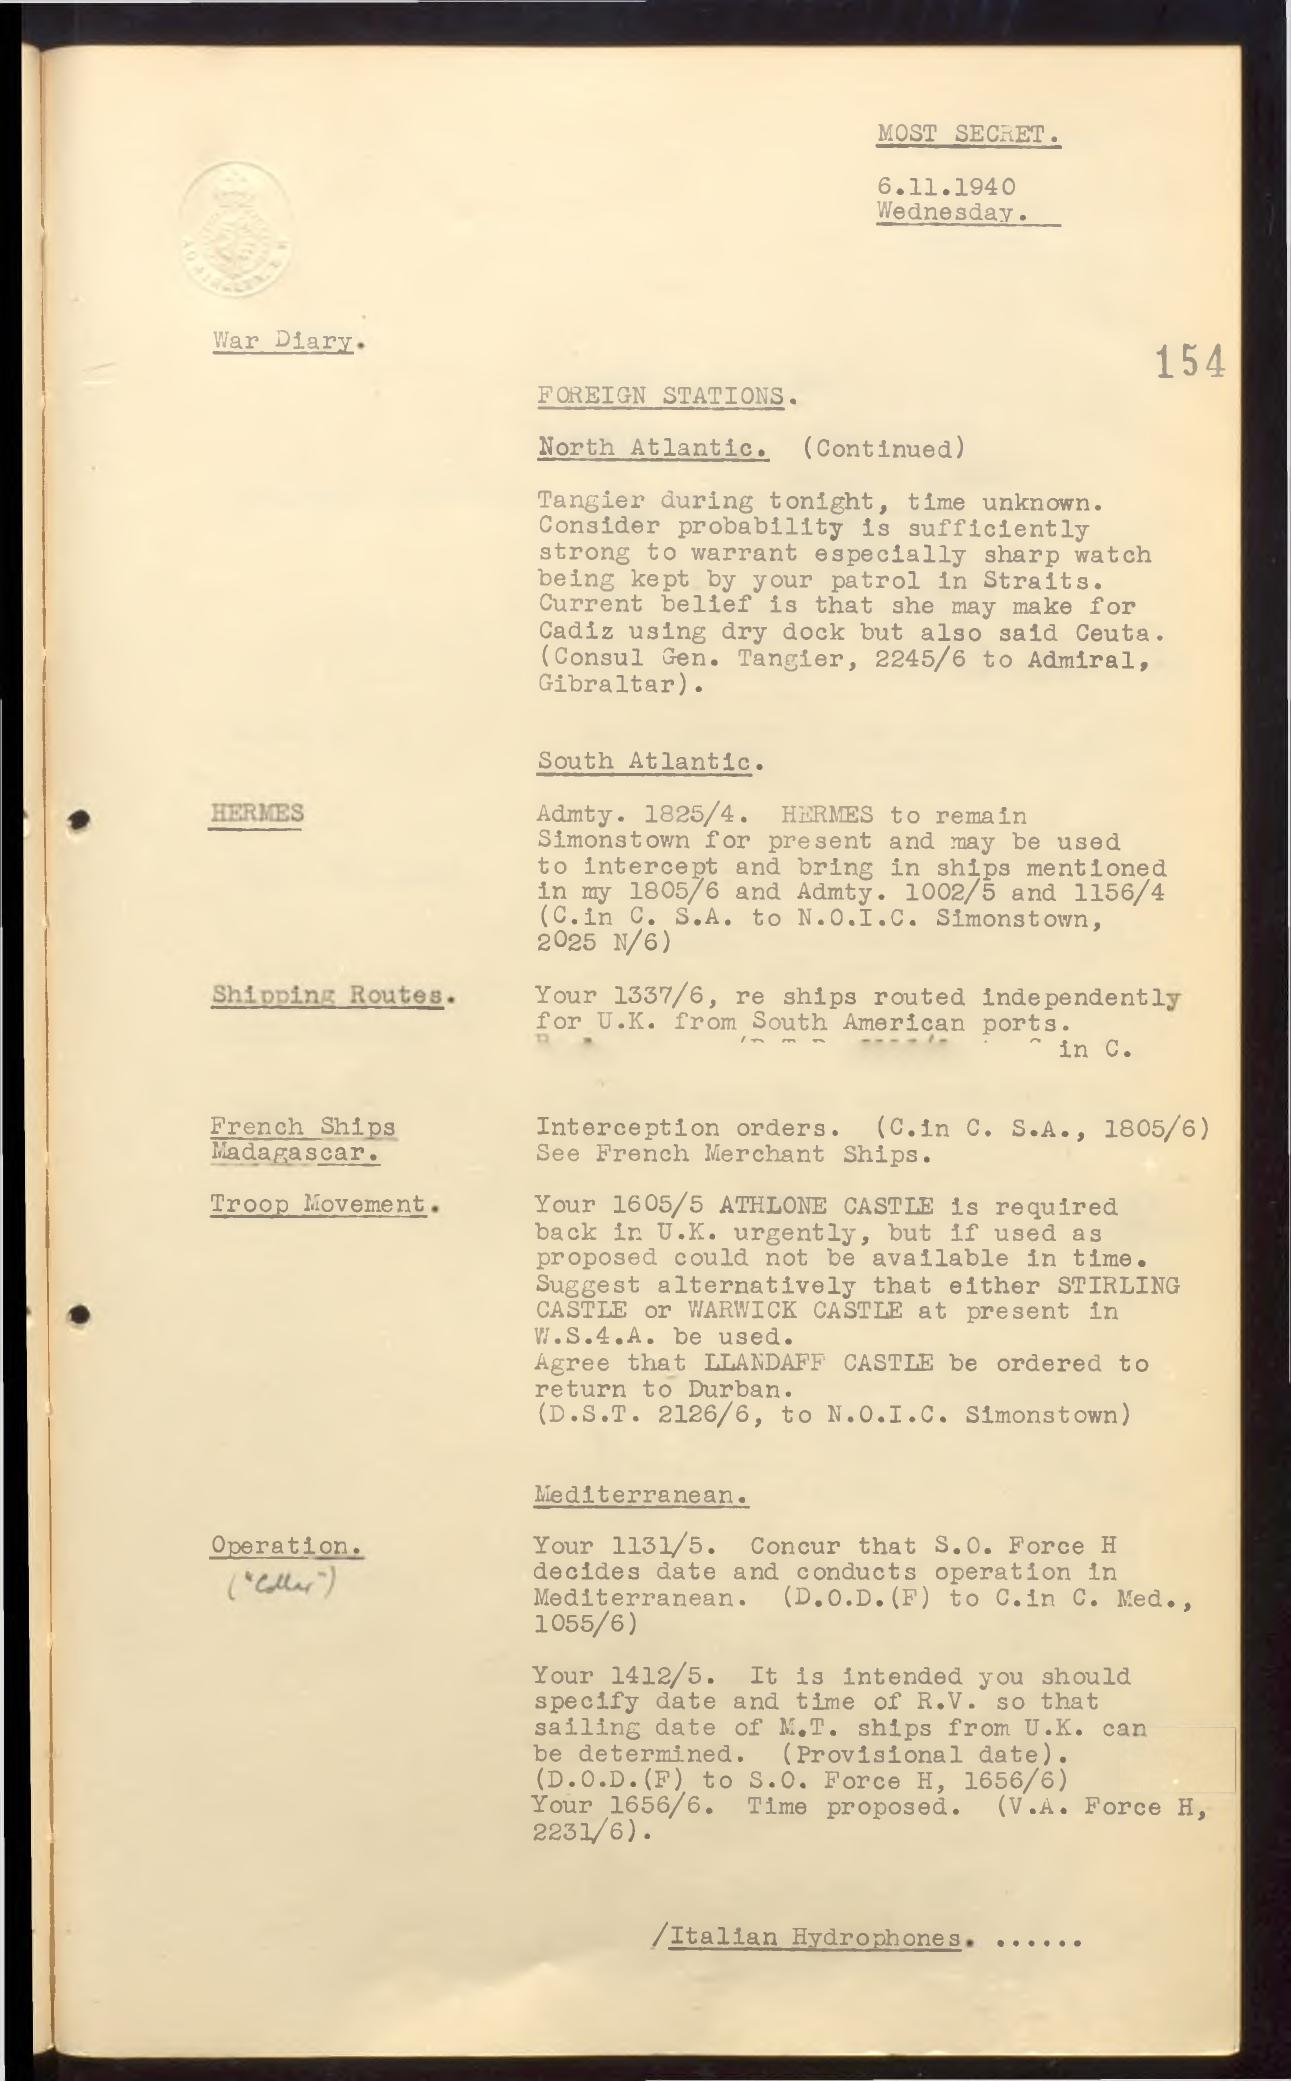 MOST SECRET.
6.11.1940
Wednesday.
War Diary.
154
FOREIGN STATIONS.
North Atlantic. (Continued)
Tangier during tonight, time unknown.
Consider probability is sufficiently
strong to warrant especially sharp watch
being kept by your patrol in Straits.
Current belief is that she may make for
Cadiz using dry dock but also said Ceuta.
(Consul Gen. Tangier, 2245/6 to Admiral,
Gibraltar).
South Atlantic.
HERMES
Admty. 1825/4. HERMES to remain
Simonstown for present and may be used
to intercept and bring in ships mentioned
in my 1805/6 and Admty. 1002/5 and 1156/4
(C.in C. S.A. to N.O.I.C. Simonstown,
2025 N/6)
Shipping Routes.
Your 1337/6, re ships routed independently
for U.K. from South American ports.
in C.
French Ships
Madagascar.
Interception orders. (C.in C. S.A., 1805/6)
See French Merchant Ships.
Troop Movement.
Your 1605/5 ATHLONE CASTLE is required
back in U.K. urgently, but if used as
proposed could not be available in time.
Suggest alternatively that either STIRLING
CASTLE or WARWICK CASTLE at present in
W.S.4.A. be used.
Agree that LLANDAFF CASTLE be ordered to
return to Durban.
(D.S.T. 2126/6, to N.O.I.C. Simonstown)
Mediterranean.
Operation.
("Collar")
Your 1131/5. Concur that S.O. Force H
decides date and conducts operation in
Mediterranean. (D.O.D.(F) to C.in C. Med.,
1055/6)
Your 1412/5. It is intended you should
specify date and time of R.V. so that
sailing date of M.T. ships from U.K. can
be determined. (Provisional date).
(D.O.D.(F) to S.O. Force H, 1656/6)
Your 1656/6. Time proposed. (V.A. Force H,
2231/6).
/Italian Hydrophones. ......